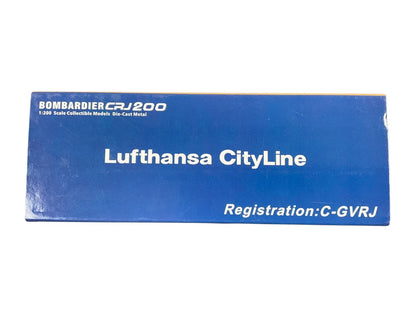 BOMBARDIER CRJ200
1:200 Scale Collectible Models Die-Cast Metal
Lufthansa CityLine
Registration:C-GVRJ